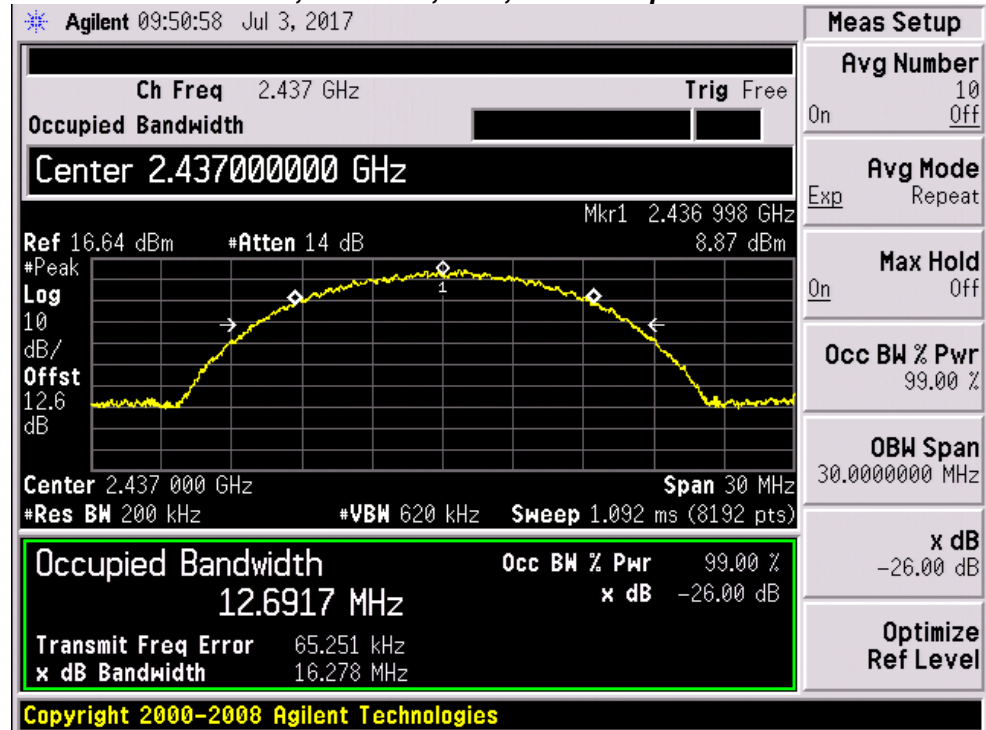 Agilent 09:50:58 Jul 3, 2017
Meas Setup
Ch Freq 2.437 GHz
Trig Free
Occupied Bandwidth
Center 2.437000000 GHz
Mkr1 2.436 998 GHz
Ref 16.64 dBm #Atten 14 dB 8.87 dBm
#Peak
Log
10
dB/
Offst
12.6
dB
1
Center 2.437 000 GHz
Span 30 MHz
#Res BW 200 kHz #VBW 620 kHz Sweep 1.092 ms (8192 pts)
Occupied Bandwidth
12.6917 MHz
Occ BW % Pwr 99.00 %
x dB -26.00 dB
Transmit Freq Error 65.251 kHz
x dB Bandwidth 16.278 MHz
Copyright 2000-2008 Agilent Technologies
Avg Number
10
On Off
Avg Mode
Exp Repeat
Max Hold
On Off
Occ BW % Pwr
99.00 %
OBW Span
30.0000000 MHz
x dB
-26.00 dB
Optimize
Ref Level